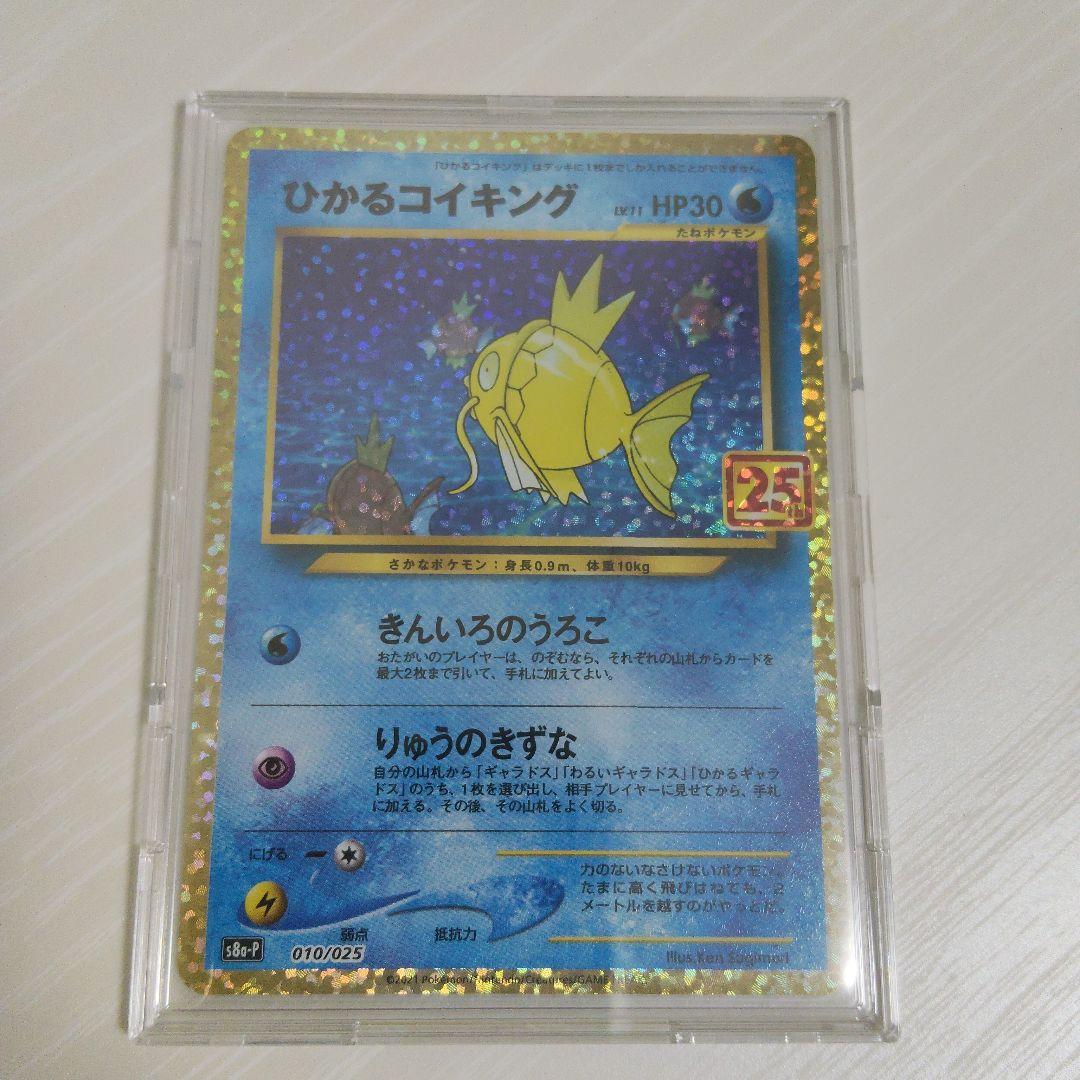 「ひかるコイキング」はデッキに1枚までしか入れることができません。
ひかるコイキング LV.11 HP30
たねポケモン
25th
さかなポケモン：身長0.9m、体重10kg
きんいろのうろこ
おたがいのプレイヤーは、のぞむなら、それぞれの山札からカードを
最大2枚まで引いて、手札に加えてよい。
りゅうのきずな
自分の山札から「ギャラドス」「わるいギャラドス」「ひかるギャラ
ドス」のうち、1枚を選び出し、相手プレイヤーに見せてから、手札
に加える。その後、その山札をよく切る。
にげる
弱点 抵抗力
力のないなさけないポケモン。
たまに高く飛びはねても、2
メートルを越すのがやっとだ。
s8a-P 010/025
Illus. Ken Sugimori
©2021 Pokémon/Nintendo/Creatures/GAME